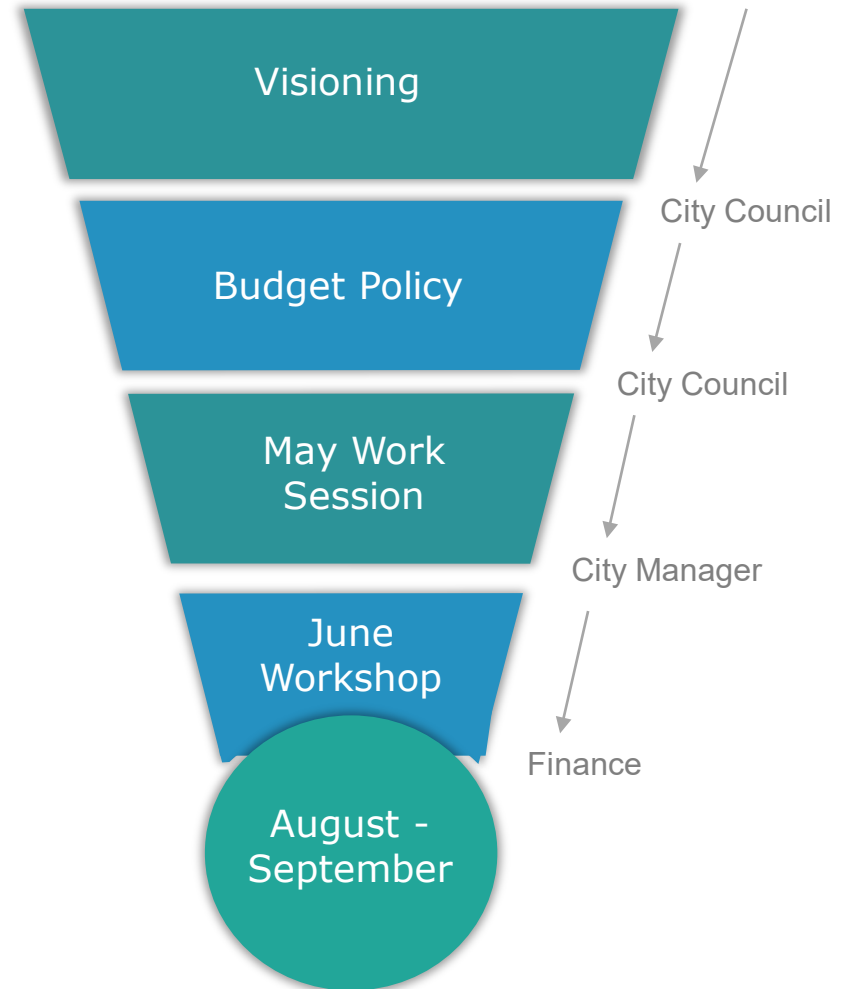 Visioning
City Council
Budget Policy
City Council
May Work
Session
City Manager
June
Workshop
Finance
August -
September